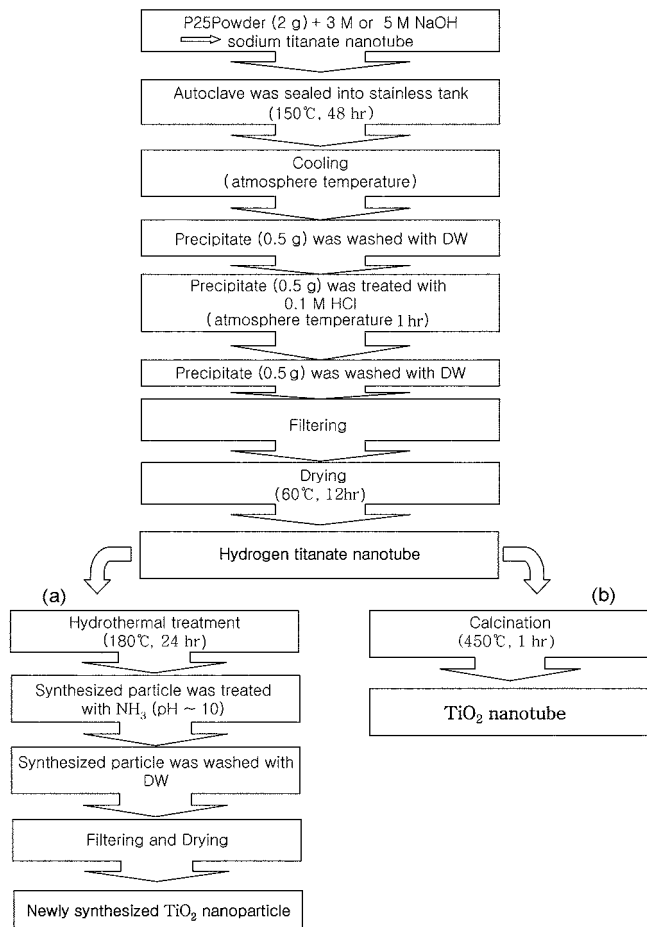 P25Powder (2 g) + 3 M or 5 M NaOH
⟹ sodium titanate nanotube
Autoclave was sealed into stainless tank
(150℃, 48 hr)
Cooling
(atmosphere temperature)
Precipitate (0.5 g) was washed with DW
Precipitate (0.5 g) was treated with
0.1 M HCl
(atmosphere temperature 1 hr)
Precipitate (0.5 g) was washed with DW
Filtering
Drying
(60℃, 12hr)
Hydrogen titanate nanotube
(a)
Hydrothermal treatment
(180℃, 24 hr)
Synthesized particle was treated
with NH₃ (pH ~ 10)
Synthesized particle was washed with
DW
Filtering and Drying
Newly synthesized TiO₂ nanoparticle
(b)
Calcination
(450℃, 1 hr)
TiO₂ nanotube